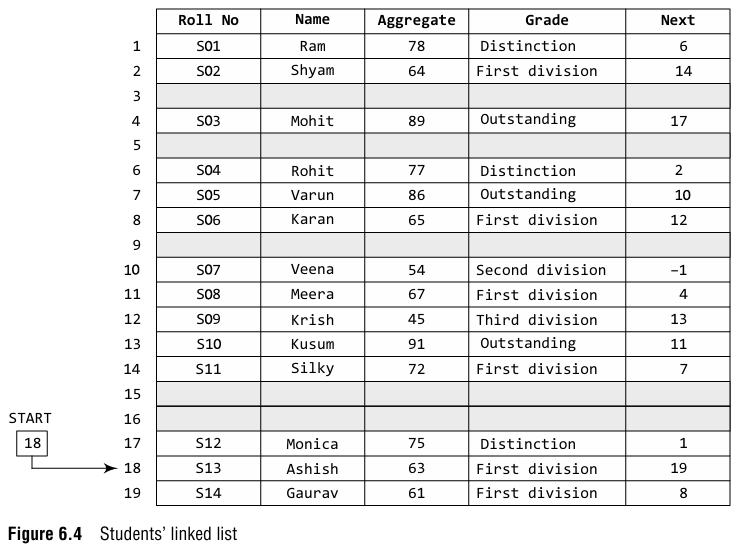 Roll No Name Aggregate Grade Next
1 S01 Ram 78 Distinction 6
2 S02 Shyam 64 First division 14
3
4 S03 Mohit 89 Outstanding 17
5
6 S04 Rohit 77 Distinction 2
7 S05 Varun 86 Outstanding 10
8 S06 Karan 65 First division 12
9
10 S07 Veena 54 Second division –1
11 S08 Meera 67 First division 4
12 S09 Krish 45 Third division 13
13 S10 Kusum 91 Outstanding 11
14 S11 Silky 72 First division 7
15
16
START
18
17 S12 Monica 75 Distinction 1
18 S13 Ashish 63 First division 19
19 S14 Gaurav 61 First division 8
Figure 6.4 Students’ linked list